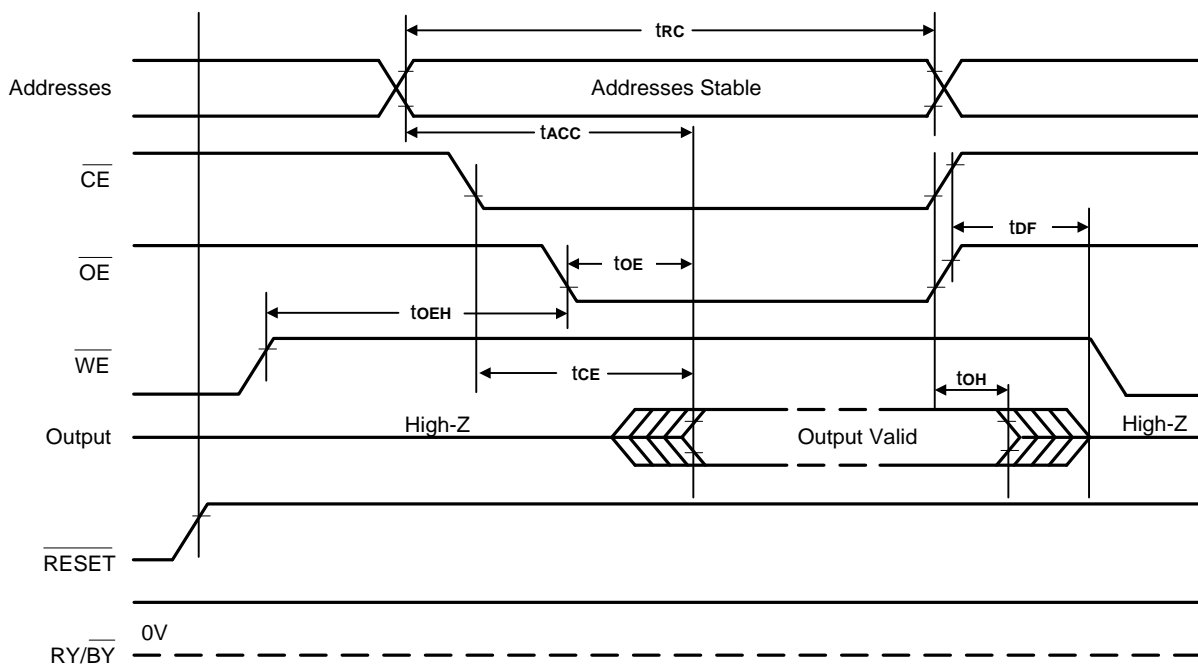 tRC
Addresses
Addresses Stable
tACC
CE
tDF
OE
tOE
tOEH
WE
tCE
tOH
Output
High-Z
Output Valid
High-Z
RESET
0V
RY/BY